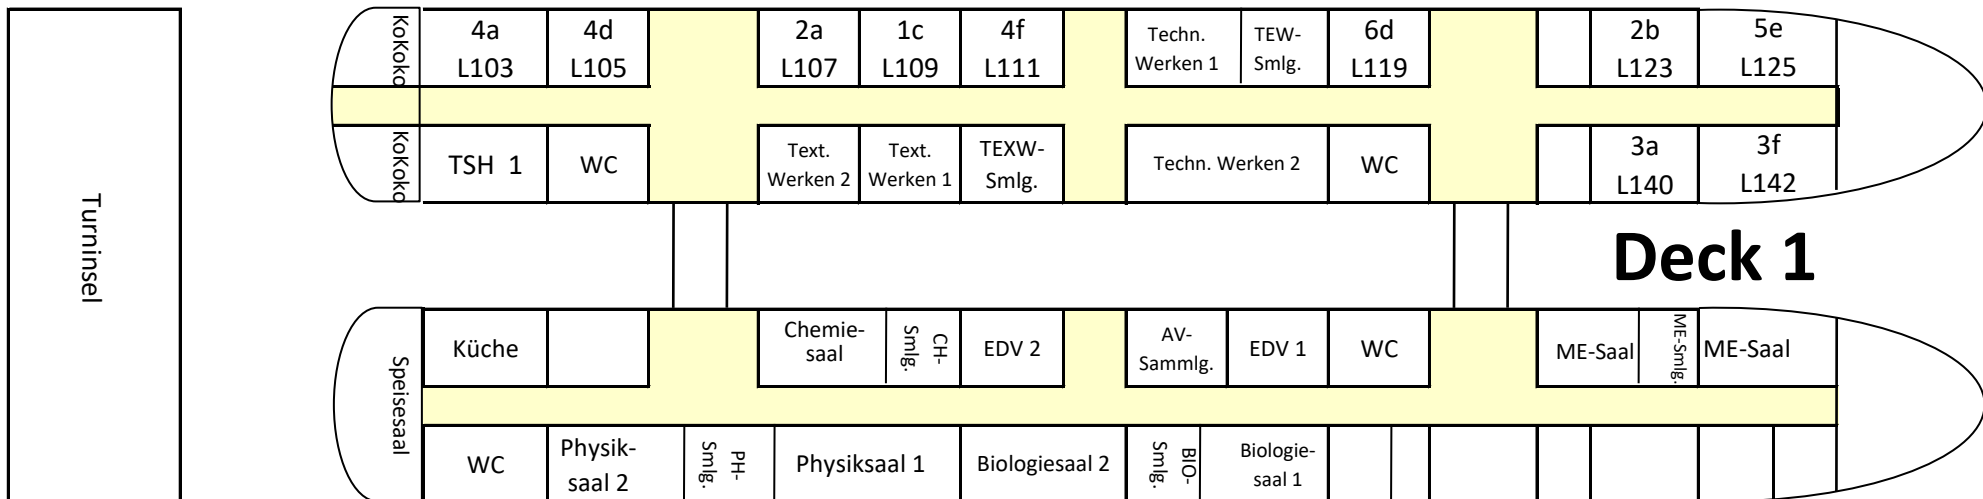 Turninsel
KoKoko
4a
L103
4d
L105
2a
L107
1c
L109
4f
L111
Techn.
Werken 1
TEW-
Smlg.
6d
L119
2b
L123
5e
L125
KoKoko
TSH 1
WC
Text.
Werken 2
Text.
Werken 1
TEXW-
Smlg.
Techn. Werken 2
WC
3a
L140
3f
L142
Deck 1
Speisesaal
Küche
Chemie-
saal
CH-
Smlg.
EDV 2
AV-
Sammlg.
EDV 1
WC
ME-Saal
ME-Smlg.
ME-Saal
WC
Physik-
saal 2
PH-
Smlg.
Physiksaal 1
Biologiesaal 2
BIO-
Smlg.
Biologie-
saal 1